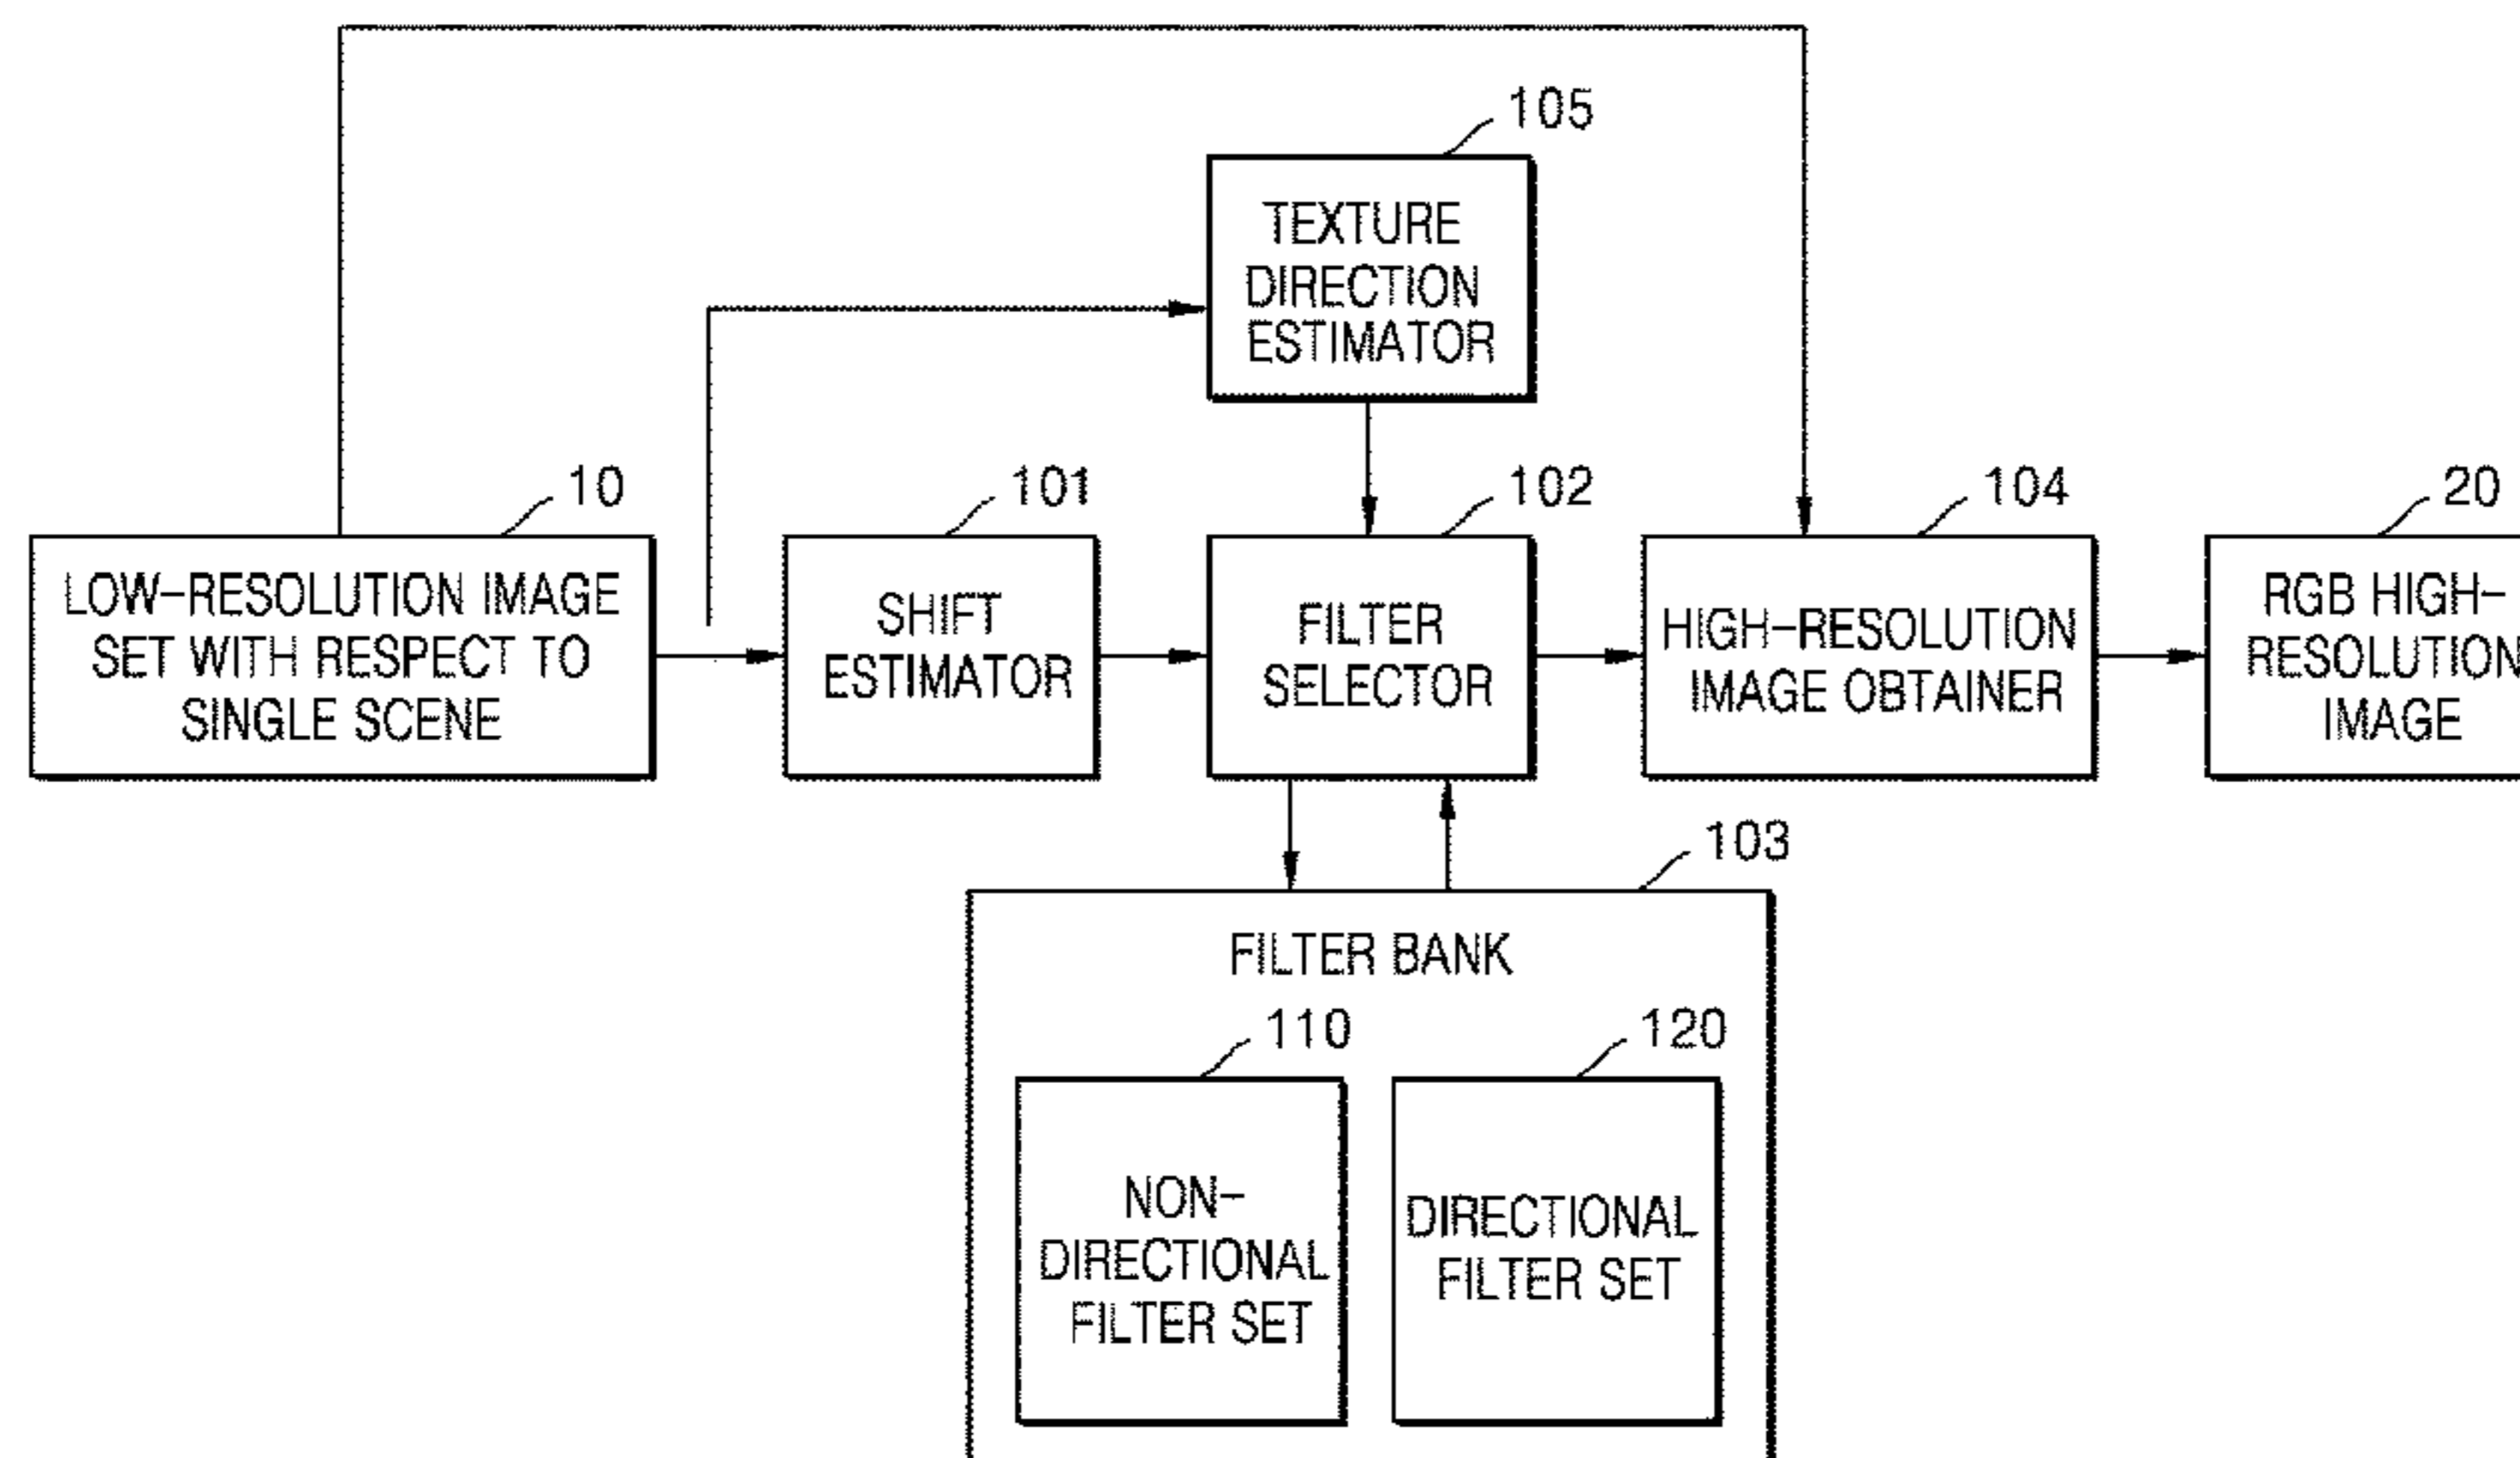 105
TEXTURE
DIRECTION
ESTIMATOR
10
LOW-RESOLUTION IMAGE
SET WITH RESPECT TO
SINGLE SCENE
101
SHIFT
ESTIMATOR
102
FILTER
SELECTOR
104
HIGH-RESOLUTION
IMAGE OBTAINER
20
RGB HIGH-
RESOLUTION
IMAGE
103
FILTER BANK
110
NON-
DIRECTIONAL
FILTER SET
120
DIRECTIONAL
FILTER SET